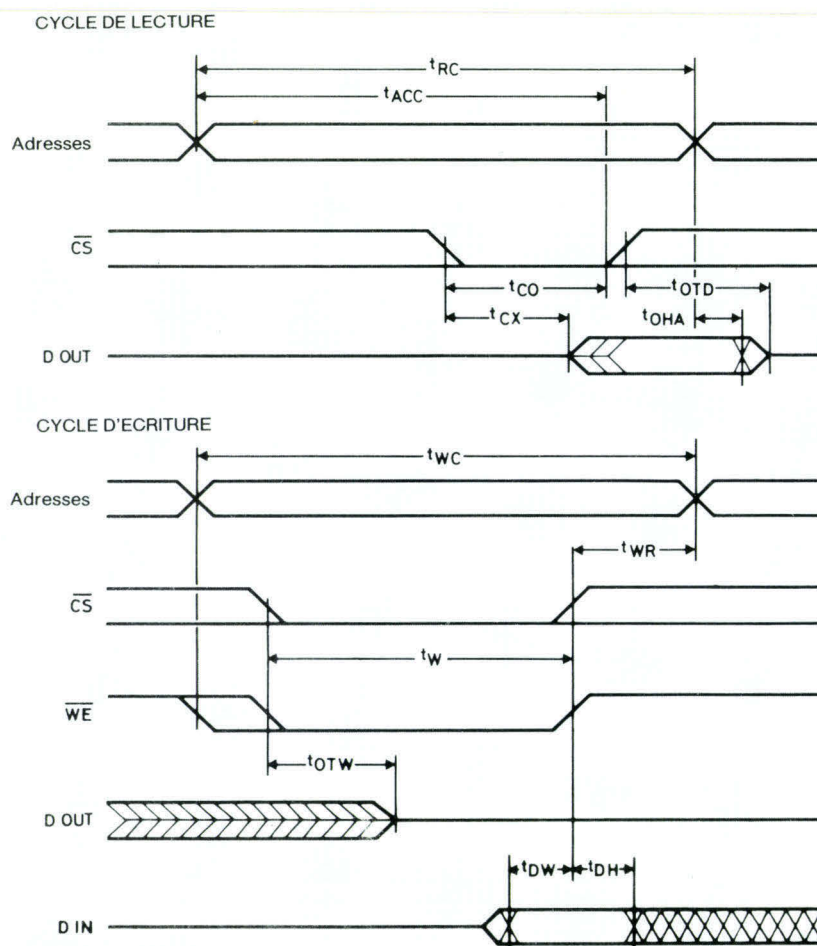 CYCLE DE LECTURE
tRC
tACC
Adresses
CS
tCO
tOTD
tCX
tOHA
D OUT
CYCLE D'ECRITURE
tWC
Adresses
tWR
CS
tW
WE
tOTW
D OUT
tDW
tDH
D IN